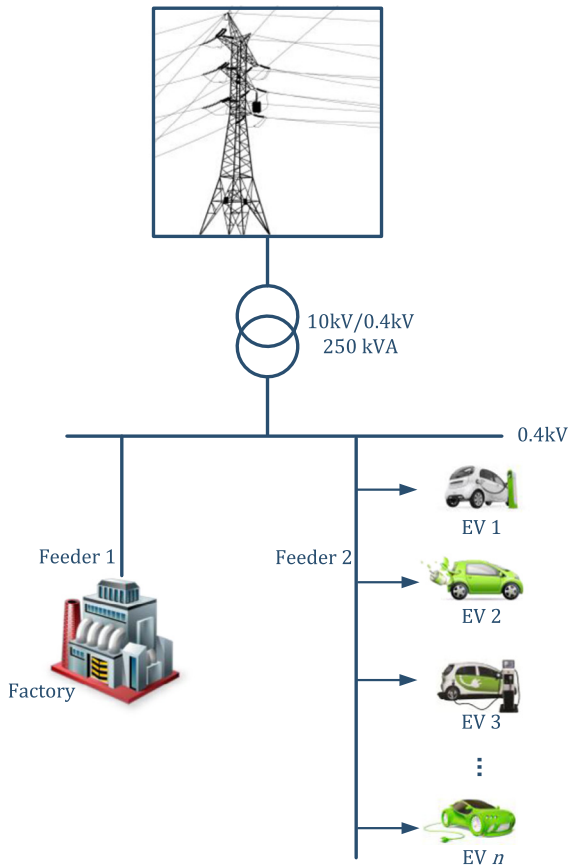 10kV/0.4kV
250 kVA
0.4kV
Feeder 1
Factory
Feeder 2
EV 1
EV 2
EV 3
...
EV n